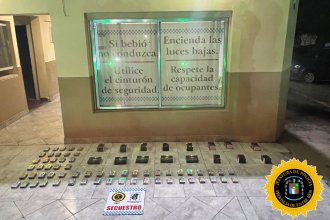 Si bebió
no conduzca.
Utilice
el cinturón
de seguridad.
Encienda las
luces bajas.
Respete la
capacidad
de ocupantes.
SECUESTRO